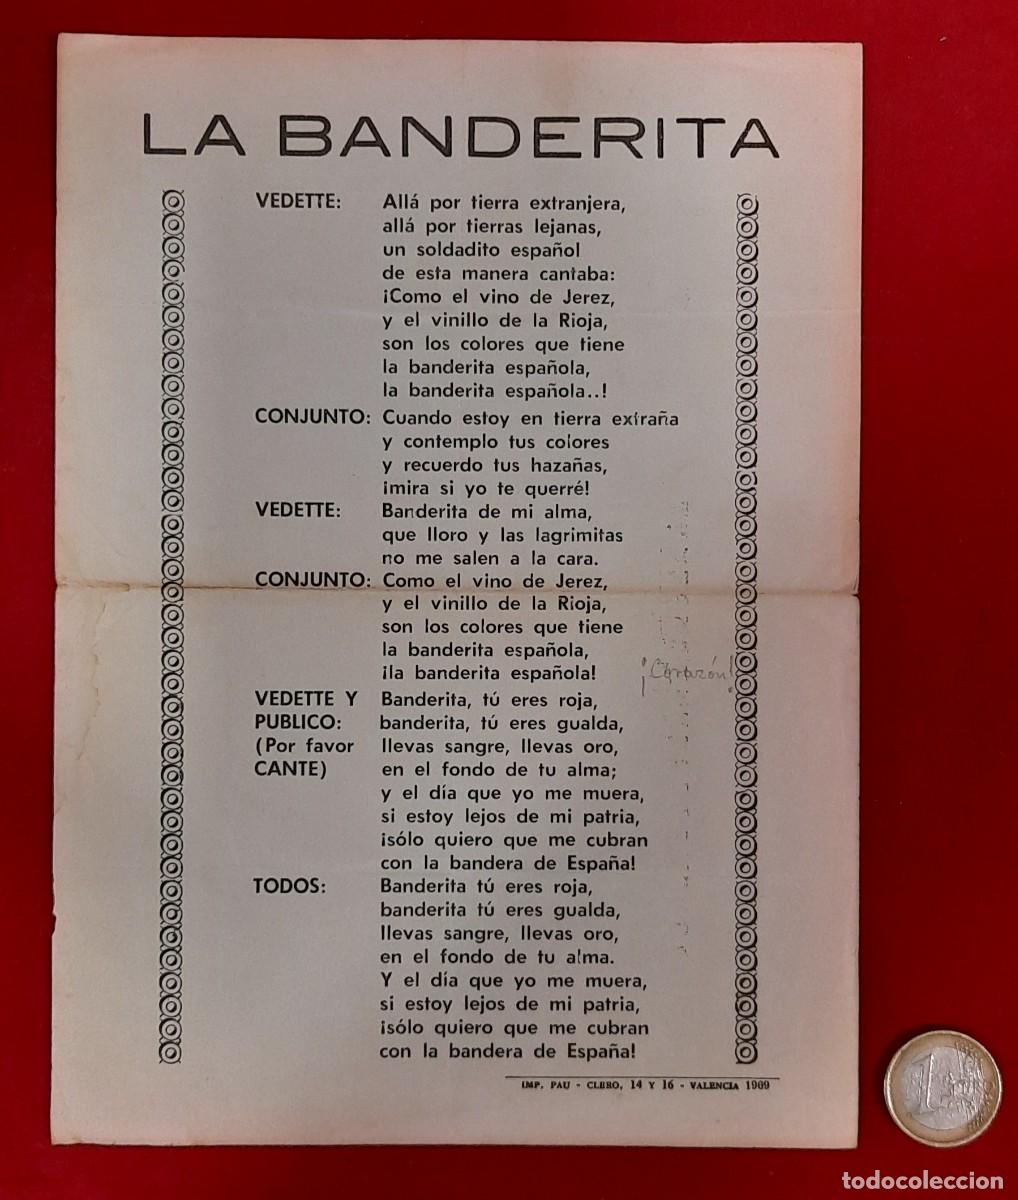 LA BANDERITA
VEDETTE: Allá por tierra extranjera,
allá por tierras lejanas,
un soldadito español
de esta manera cantaba:
¡Como el vino de Jerez,
y el vinillo de la Rioja,
son los colores que tiene
la banderita española,
la banderita española..!
CONJUNTO: Cuando estoy en tierra extraña
y contemplo tus colores
y recuerdo tus hazañas,
¡mira si yo te querré!
VEDETTE: Banderita de mi alma,
que lloro y las lagrimitas
no me salen a la cara.
CONJUNTO: Como el vino de Jerez,
y el vinillo de la Rioja,
son los colores que tiene
la banderita española,
¡la banderita española! ¡Corazón!
VEDETTE Y Banderita, tú eres roja,
PUBLICO: banderita, tú eres gualda,
(Por favor llevas sangre, llevas oro,
CANTE) en el fondo de tu alma;
y el día que yo me muera,
si estoy lejos de mi patria,
¡sólo quiero que me cubran
con la bandera de España!
TODOS: Banderita tú eres roja,
banderita tú eres gualda,
llevas sangre, llevas oro,
en el fondo de tu alma.
Y el día que yo me muera,
si estoy lejos de mi patria,
¡sólo quiero que me cubran
con la bandera de España!
IMP. PAU - CLERO, 14 Y 16 - VALENCIA 1969
1
todocoleccion